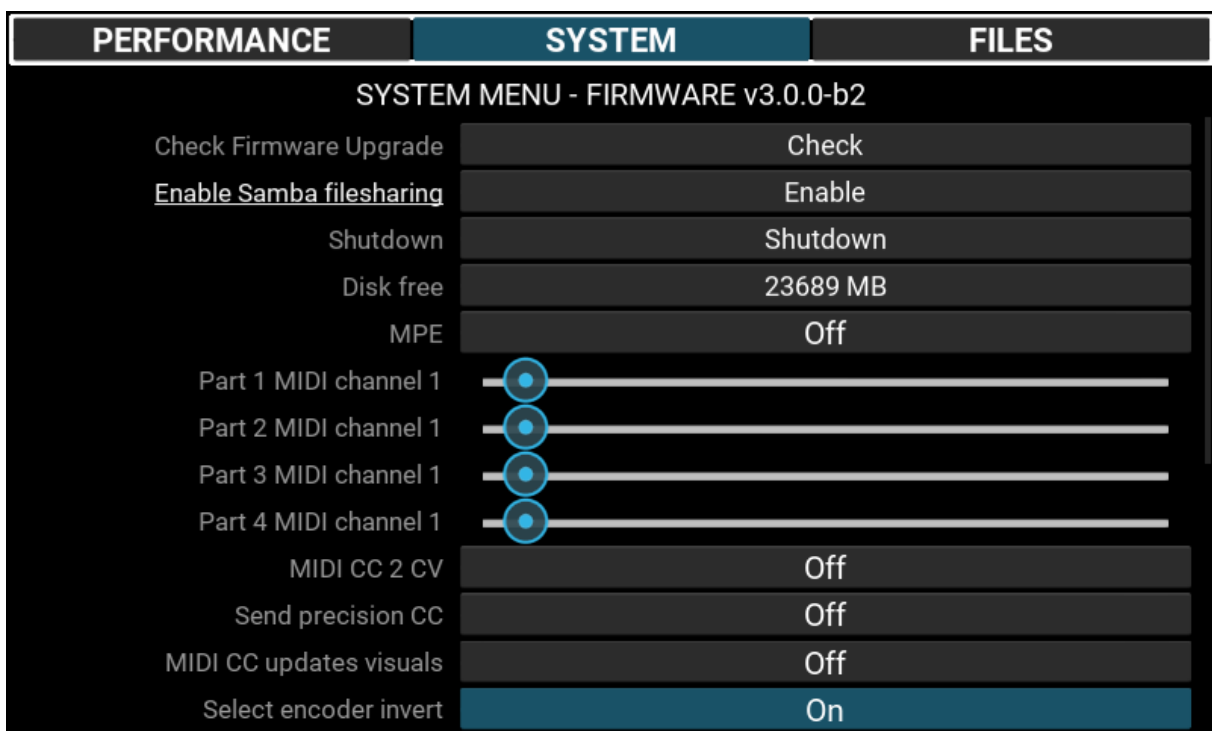 PERFORMANCE SYSTEM FILES
SYSTEM MENU - FIRMWARE v3.0.0-b2
Check Firmware Upgrade Check
Enable Samba filesharing Enable
Shutdown Shutdown
Disk free 23689 MB
MPE Off
Part 1 MIDI channel 1
Part 2 MIDI channel 1
Part 3 MIDI channel 1
Part 4 MIDI channel 1
MIDI CC 2 CV Off
Send precision CC Off
MIDI CC updates visuals Off
Select encoder invert On